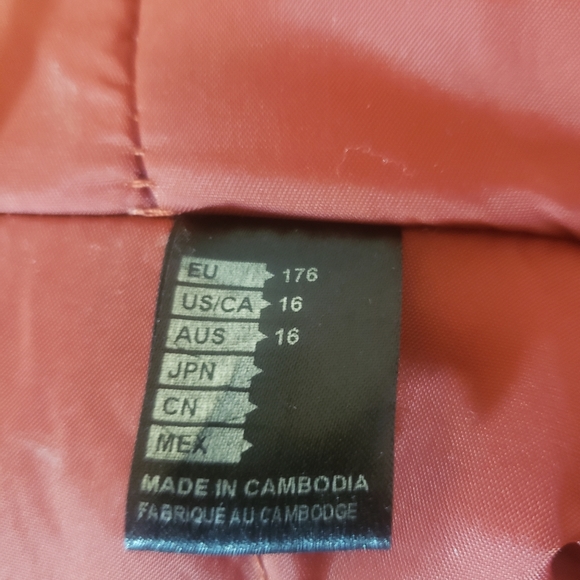 EU 176
US/CA 16
AUS 16
JPN
CN
MEX
MADE IN CAMBODIA
FABRIQUÉ AU CAMBODGE